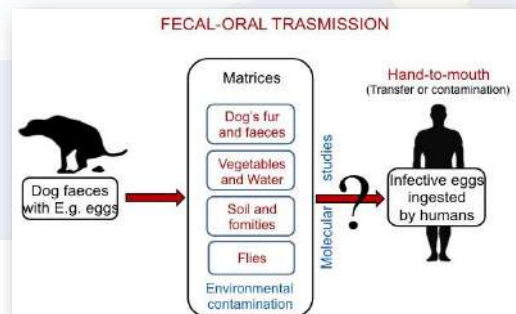 FECAL-ORAL TRASMISSION
Dog faeces
with E.g. eggs
Matrices
Dog's fur
and faeces
Vegetables
and Water
Soil and
fomities
Flies
Environmental
contamination
Molecular studies
?
Hand-to-mouth
(Transfer or contamination)
Infective eggs
ingested
by humans